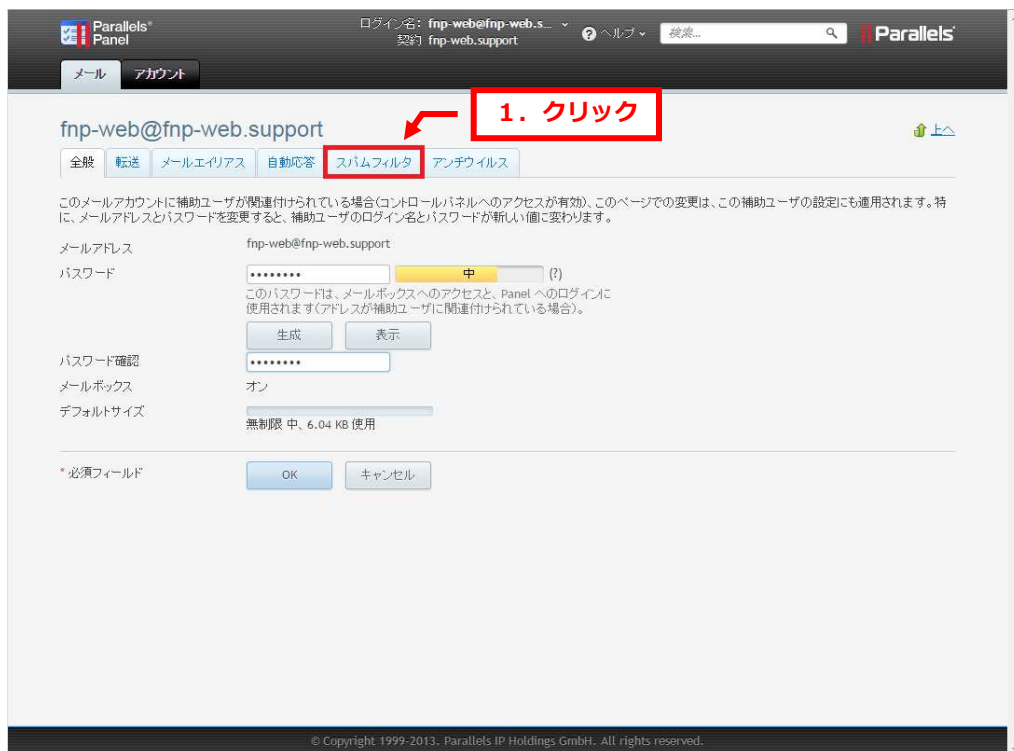 Parallels® Panel
ログイン名: fnp-web@fnp-web.s...
契約 fnp-web.support
ヘルプ
検索...
Parallels®
メール
アカウント
1. クリック
fnp-web@fnp-web.support
上へ
全般
転送
メールエイリアス
自動応答
スパムフィルタ
アンチウイルス
このメールアカウントに補助ユーザが関連付けられている場合(コントロールパネルへのアクセスが有効)、このページでの変更は、この補助ユーザの設定にも適用されます。特
に、メールアドレスとパスワードを変更すると、補助ユーザのログイン名とパスワードが新しい値に変わります。
メールアドレス
fnp-web@fnp-web.support
パスワード
••••••••
中
(?)
このパスワードは、メールボックスへのアクセスと、Panel へのログインに
使用されます(アドレスが補助ユーザに関連付けられている場合)。
生成
表示
パスワード確認
••••••••
メールボックス
オン
デフォルトサイズ
無制限 中、6.04 KB 使用
* 必須フィールド
OK
キャンセル
© Copyright 1999-2013. Parallels IP Holdings GmbH. All rights reserved.